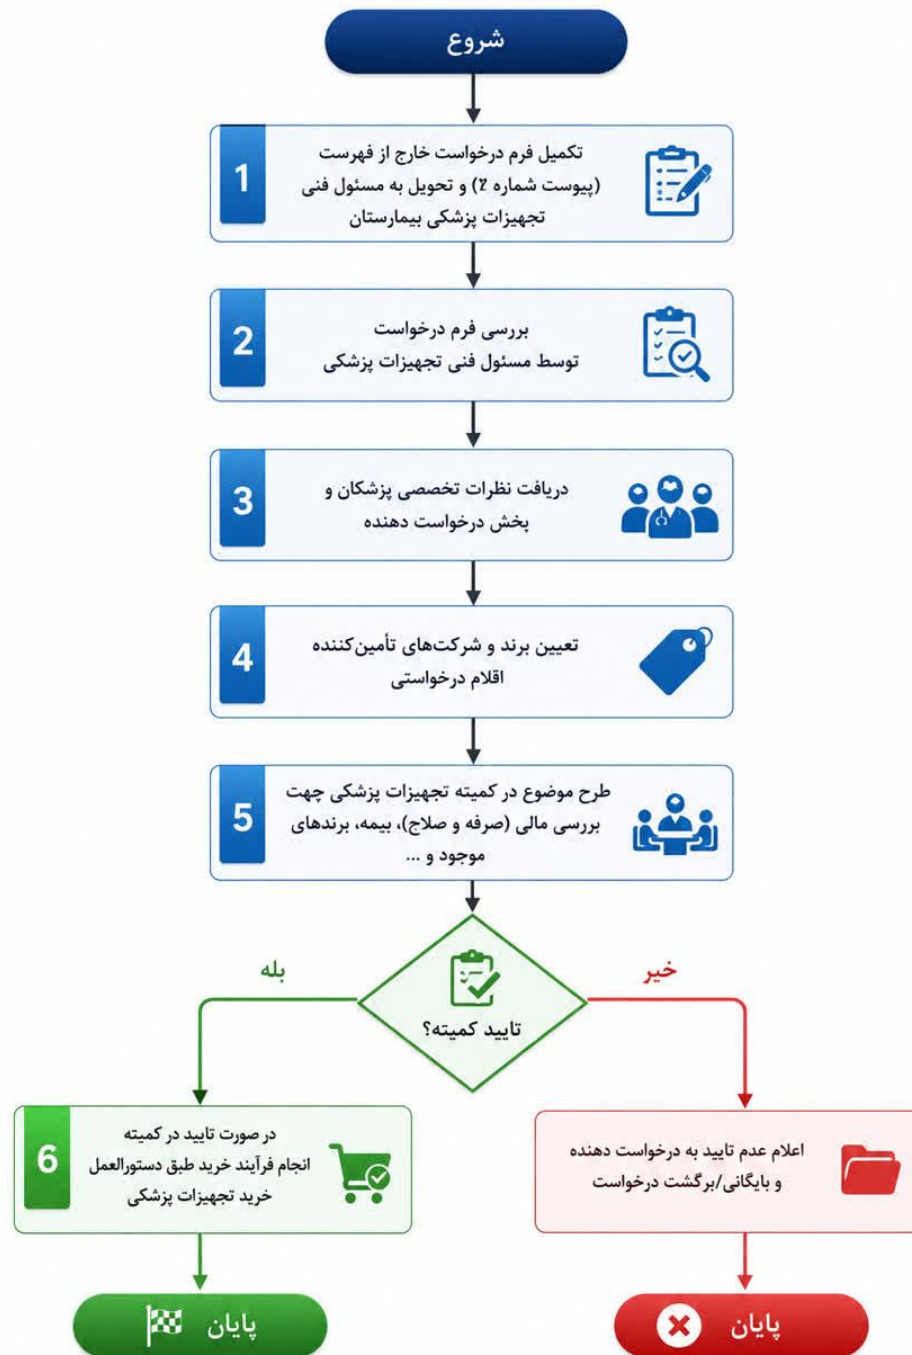 شروع
1
تکمیل فرم درخواست خارج از فهرست
(پیوست شماره ۲) و تحویل به مسئول فنی
تجهیزات پزشکی بیمارستان
2
بررسی فرم درخواست
توسط مسئول فنی تجهیزات پزشکی
3
دریافت نظرات تخصصی پزشکان و
پخش درخواست دهنده
4
تعیین برند و شرکت‌های تأمین‌کننده
اقلام درخواستی
5
طرح موضوع در کمیته تجهیزات پزشکی چهت
بررسی مالی (صرفه و صلاج)، بیمه، برندهای
موجود و ...
تایید کمیته؟
خیر
بله
6
در صورت تایید در کمیته
انجام فرآیند خرید طبق دستورالعمل
خرید تجهیزات پزشکی
اعلام عدم تایید به درخواست دهنده
و بایگانی/برگشت درخواست
پایان
پایان